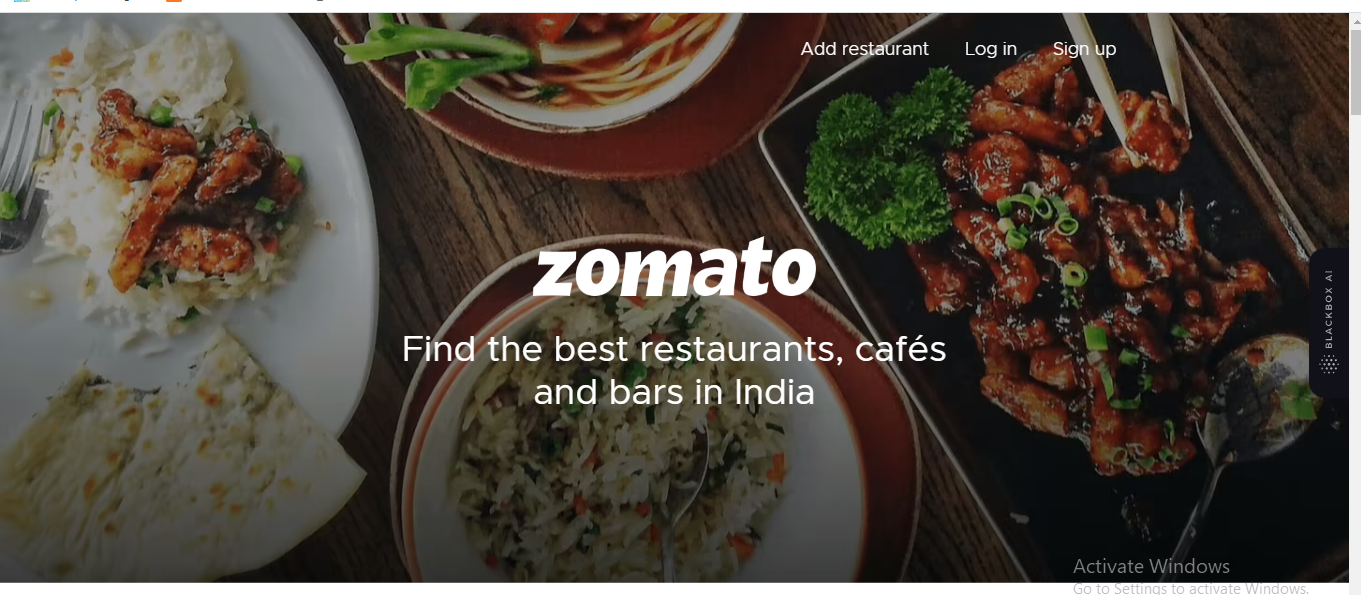 Add restaurant Log in Sign up
zomato
Find the best restaurants, cafés
and bars in India
BLACKBOX AI
Activate Windows
Go to Settings to activate Windows.